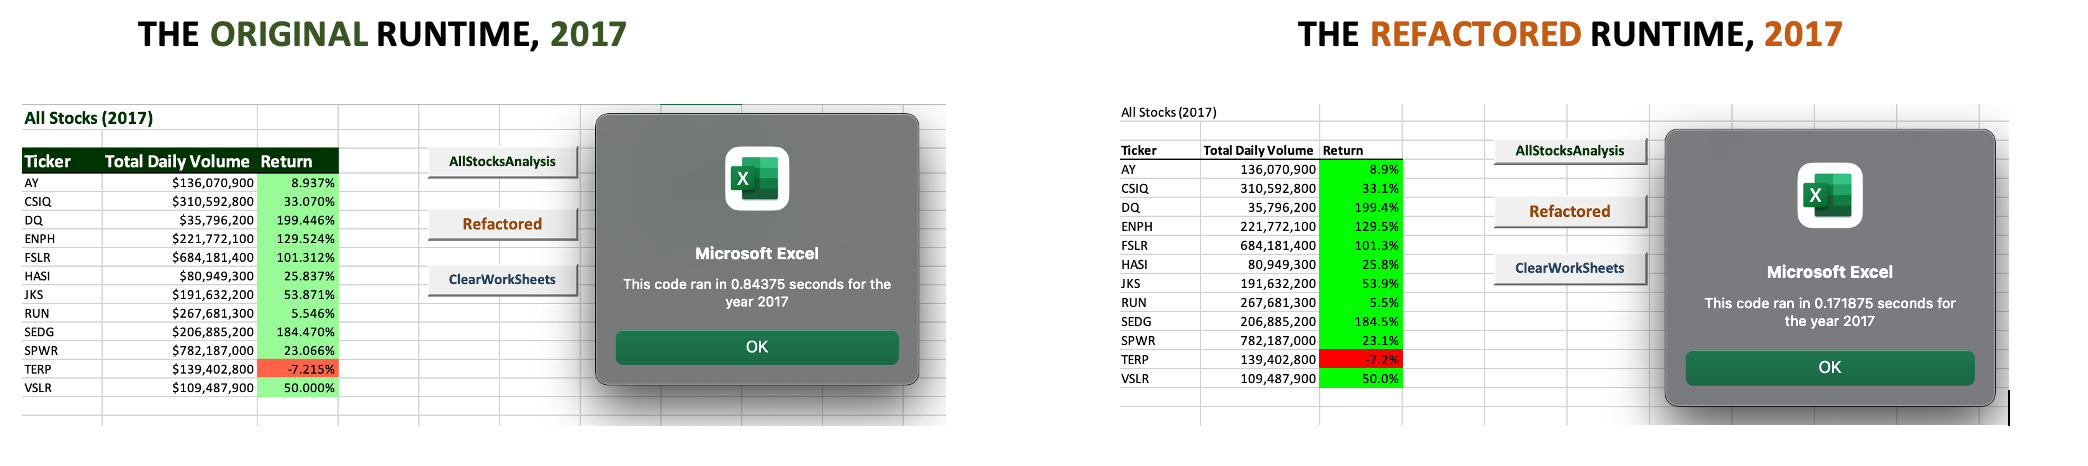 THE ORIGINAL RUNTIME, 2017
All Stocks (2017)
Ticker Total Daily Volume Return
AY $136,070,900 8.937%
CSIQ $310,592,800 33.070%
DQ $35,796,200 199.446%
ENPH $221,772,100 129.524%
FSLR $684,181,400 101.312%
HASI $80,949,300 25.837%
JKS $191,632,200 53.871%
RUN $267,681,300 5.546%
SEDG $206,885,200 184.470%
SPWR $782,187,000 23.066%
TERP $139,402,800 -7.215%
VSLR $109,487,900 50.000%
AllStocksAnalysis
Refactored
ClearWorkSheets
X
Microsoft Excel
This code ran in 0.84375 seconds for the
year 2017
OK
THE REFACTORED RUNTIME, 2017
All Stocks (2017)
Ticker Total Daily Volume Return
AY 136,070,900 8.9%
CSIQ 310,592,800 33.1%
DQ 35,796,200 199.4%
ENPH 221,772,100 129.5%
FSLR 684,181,400 101.3%
HASI 80,949,300 25.8%
JKS 191,632,200 53.9%
RUN 267,681,300 5.5%
SEDG 206,885,200 184.5%
SPWR 782,187,000 23.1%
TERP 139,402,800 -7.2%
VSLR 109,487,900 50.0%
AllStocksAnalysis
Refactored
ClearWorkSheets
X
Microsoft Excel
This code ran in 0.171875 seconds for
the year 2017
OK